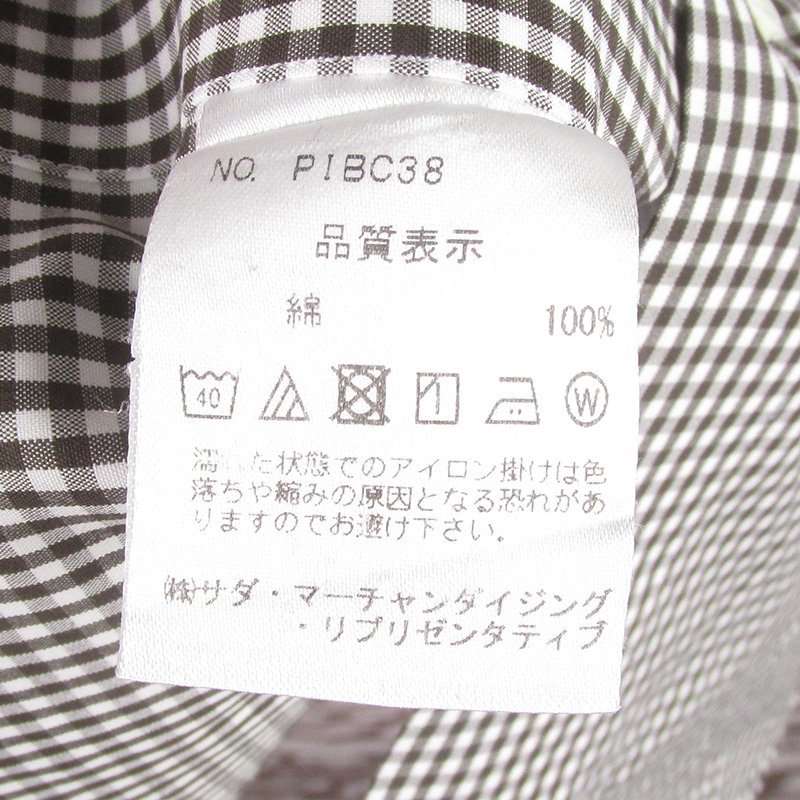 NO. PIBC38
品質表示
綿 100%
40 W
濡れた状態でのアイロン掛けは色
落ちや縮みの原因となる恐れがあ
りますのでお避け下さい。
㈱サダ・マーチャンダイジング
・リプリゼンタティブ